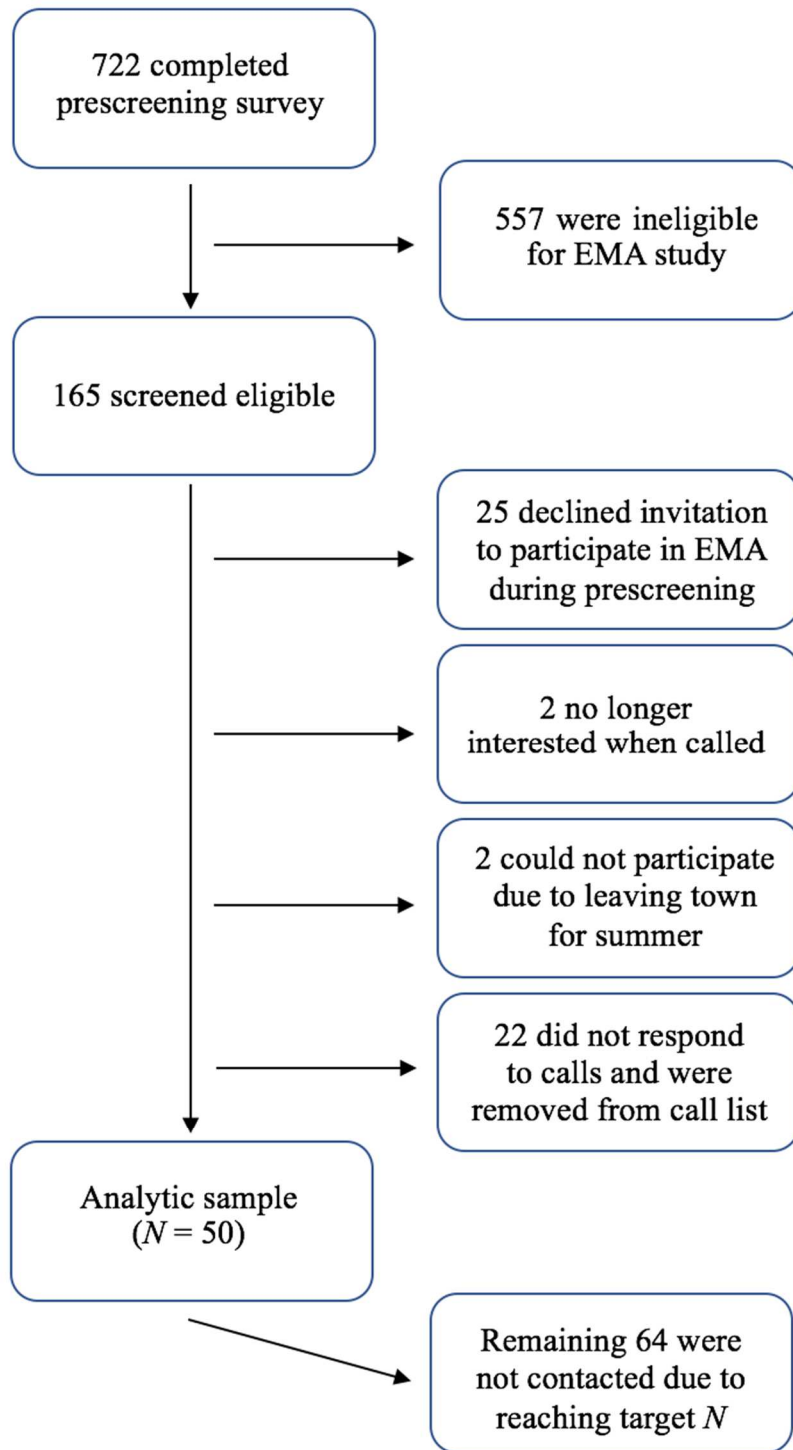 722 completed
prescreening survey
557 were ineligible
for EMA study
165 screened eligible
25 declined invitation
to participate in EMA
during prescreening
2 no longer
interested when called
2 could not participate
due to leaving town
for summer
22 did not respond
to calls and were
removed from call list
Analytic sample
(N = 50)
Remaining 64 were
not contacted due to
reaching target N